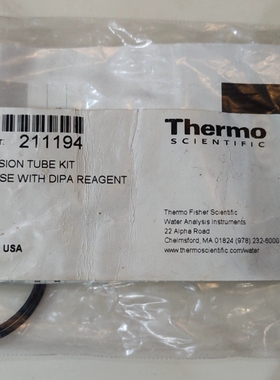 211194
SION TUBE KIT
SE WITH DIPA REAGENT
USA
Thermo
SCIENTIFIC
Thermo Fisher Scientific
Water Analysis Instruments
22 Alpha Road
Chelmsford, MA 01824 (978) 232-6000
www.thermoscientific.com/water